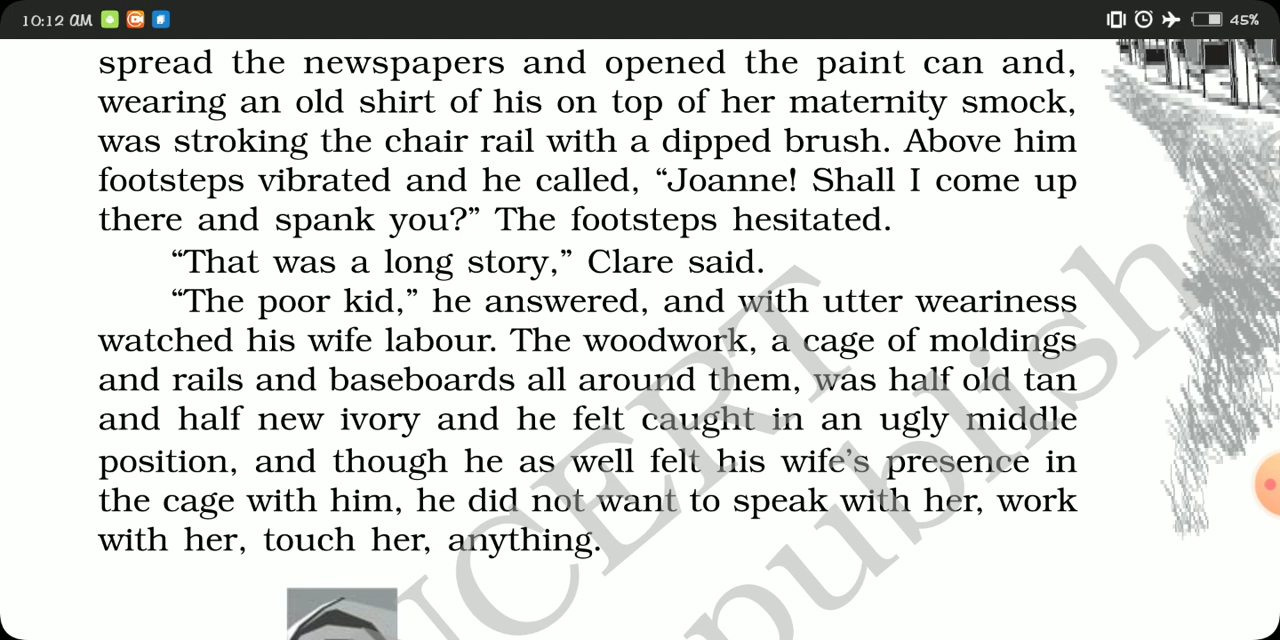 10:12 AM
45%
spread the newspapers and opened the paint can and,
wearing an old shirt of his on top of her maternity smock,
was stroking the chair rail with a dipped brush. Above him
footsteps vibrated and he called, “Joanne! Shall I come up
there and spank you?” The footsteps hesitated.
“That was a long story,” Clare said.
“The poor kid,” he answered, and with utter weariness
watched his wife labour. The woodwork, a cage of moldings
and rails and baseboards all around them, was half old tan
and half new ivory and he felt caught in an ugly middle
position, and though he as well felt his wife’s presence in
the cage with him, he did not want to speak with her, work
with her, touch her, anything.
NCERT
publish